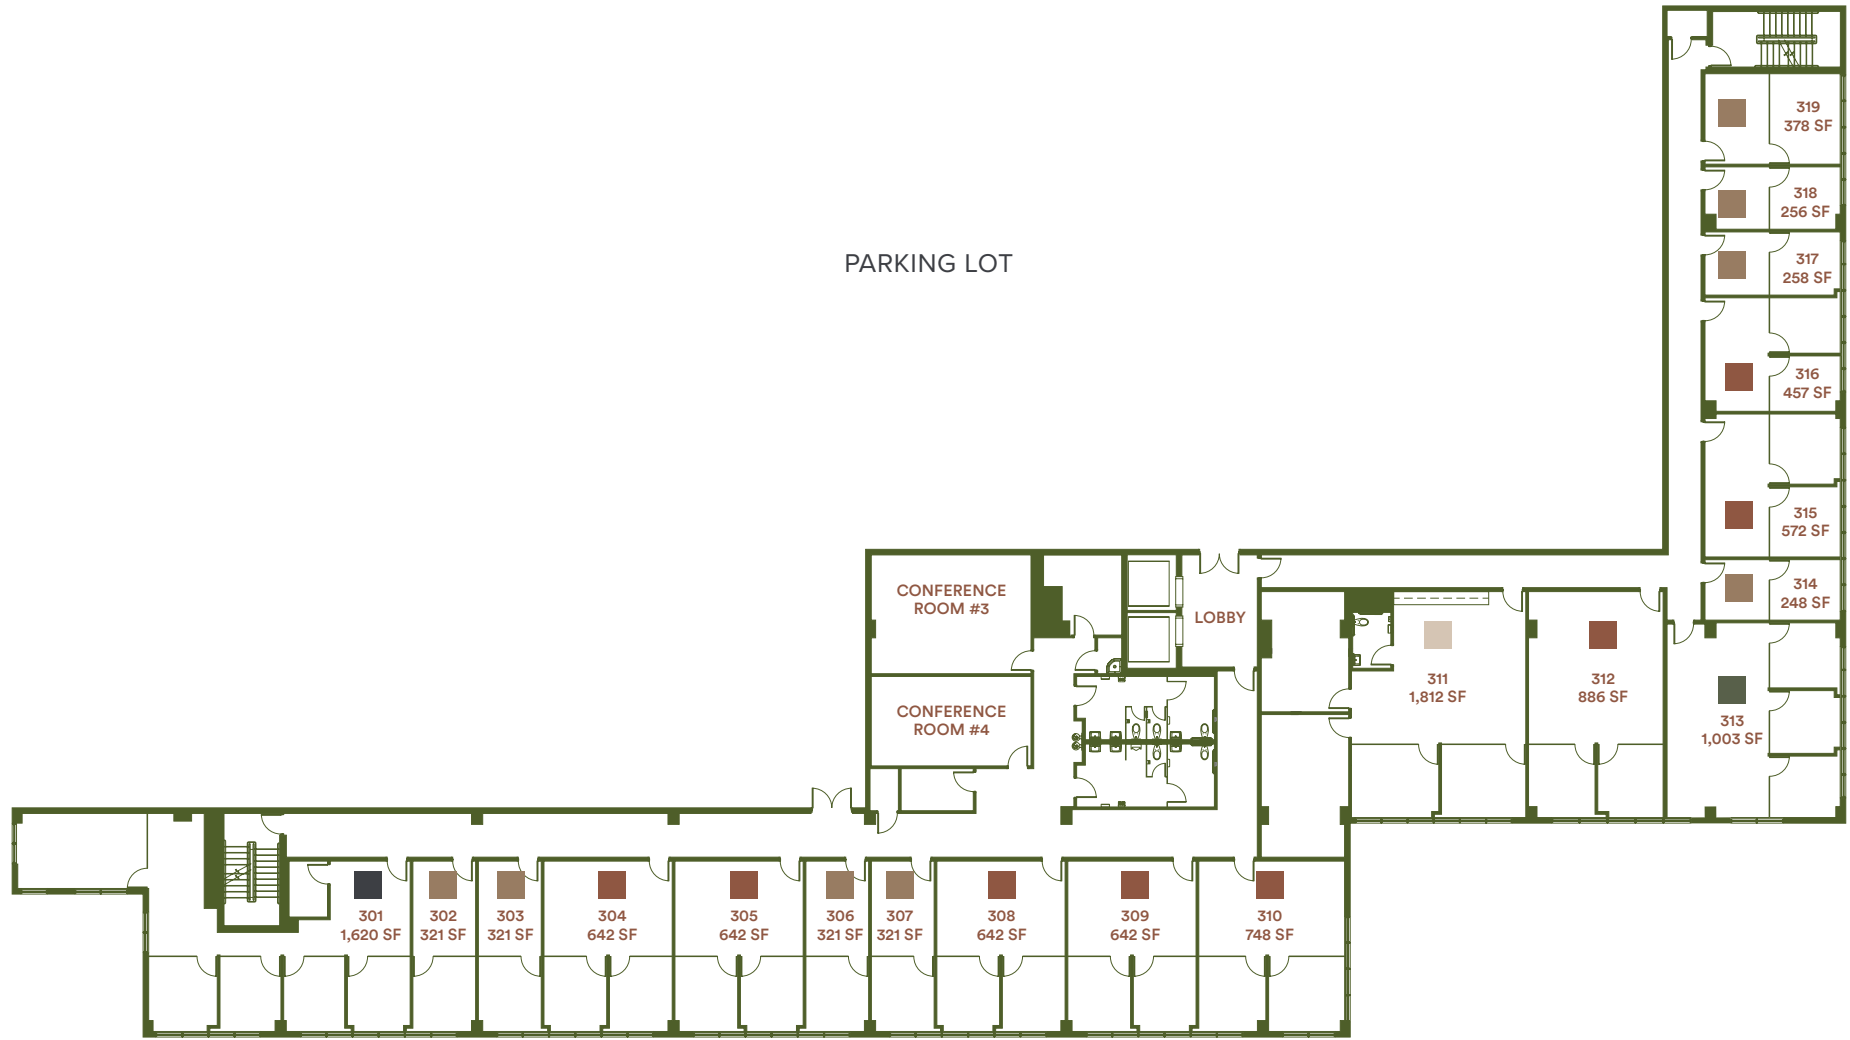 319
378 SF
318
256 SF
PARKING LOT
317
258 SF
316
457 SF
315
572 SF
314
248 SF
CONFERENCE
ROOM #3
LOBBY
311
1,812 SF
312
886 SF
313
1,003 SF
CONFERENCE
ROOM #4
301
1,620 SF
302
321 SF
303
321 SF
304
642 SF
305
642 SF
306
321 SF
307
321 SF
308
642 SF
309
642 SF
310
748 SF